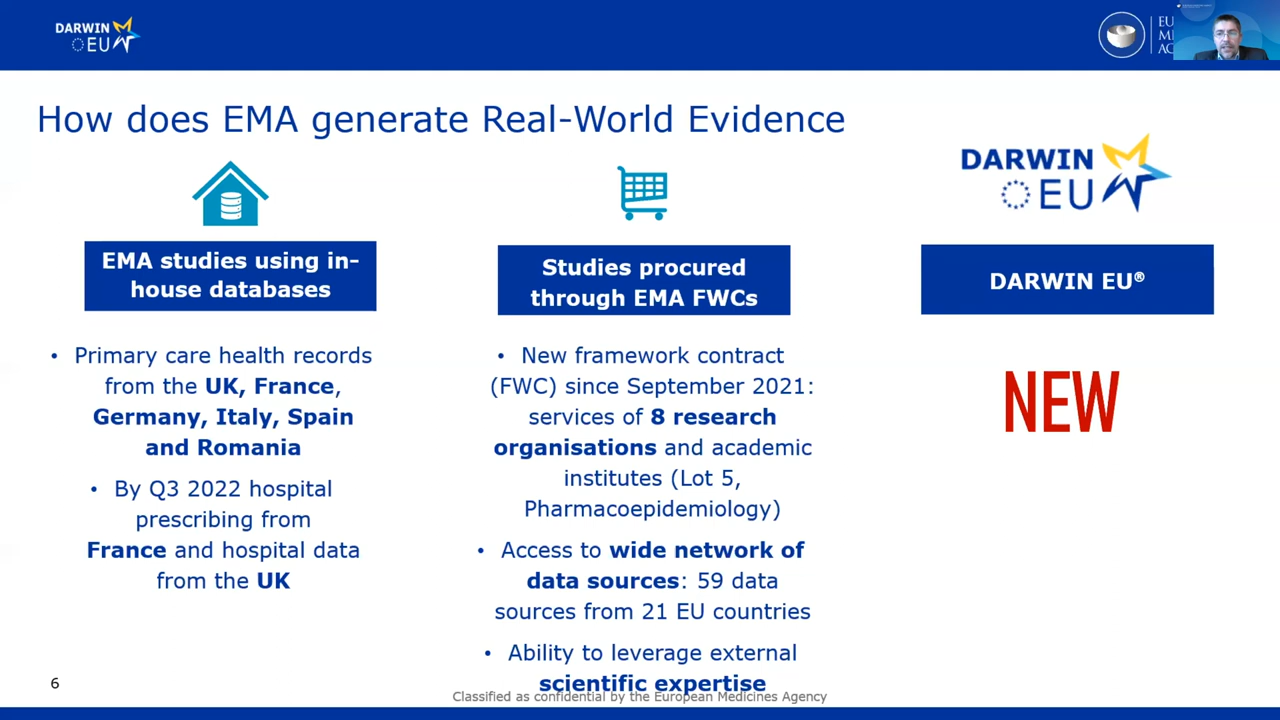 DARWIN
EU
EU
ME
AG
How does EMA generate Real-World Evidence
EMA studies using in-
house databases
• Primary care health records
from the UK, France,
Germany, Italy, Spain
and Romania
• By Q3 2022 hospital
prescribing from
France and hospital data
from the UK
Studies procured
through EMA FWCs
• New framework contract
(FWC) since September 2021:
services of 8 research
organisations and academic
institutes (Lot 5,
Pharmacoepidemiology)
• Access to wide network of
data sources: 59 data
sources from 21 EU countries
• Ability to leverage external
scientific expertise
DARWIN
EU
DARWIN EU®
NEW
6
Classified as confidential by the European Medicines Agency